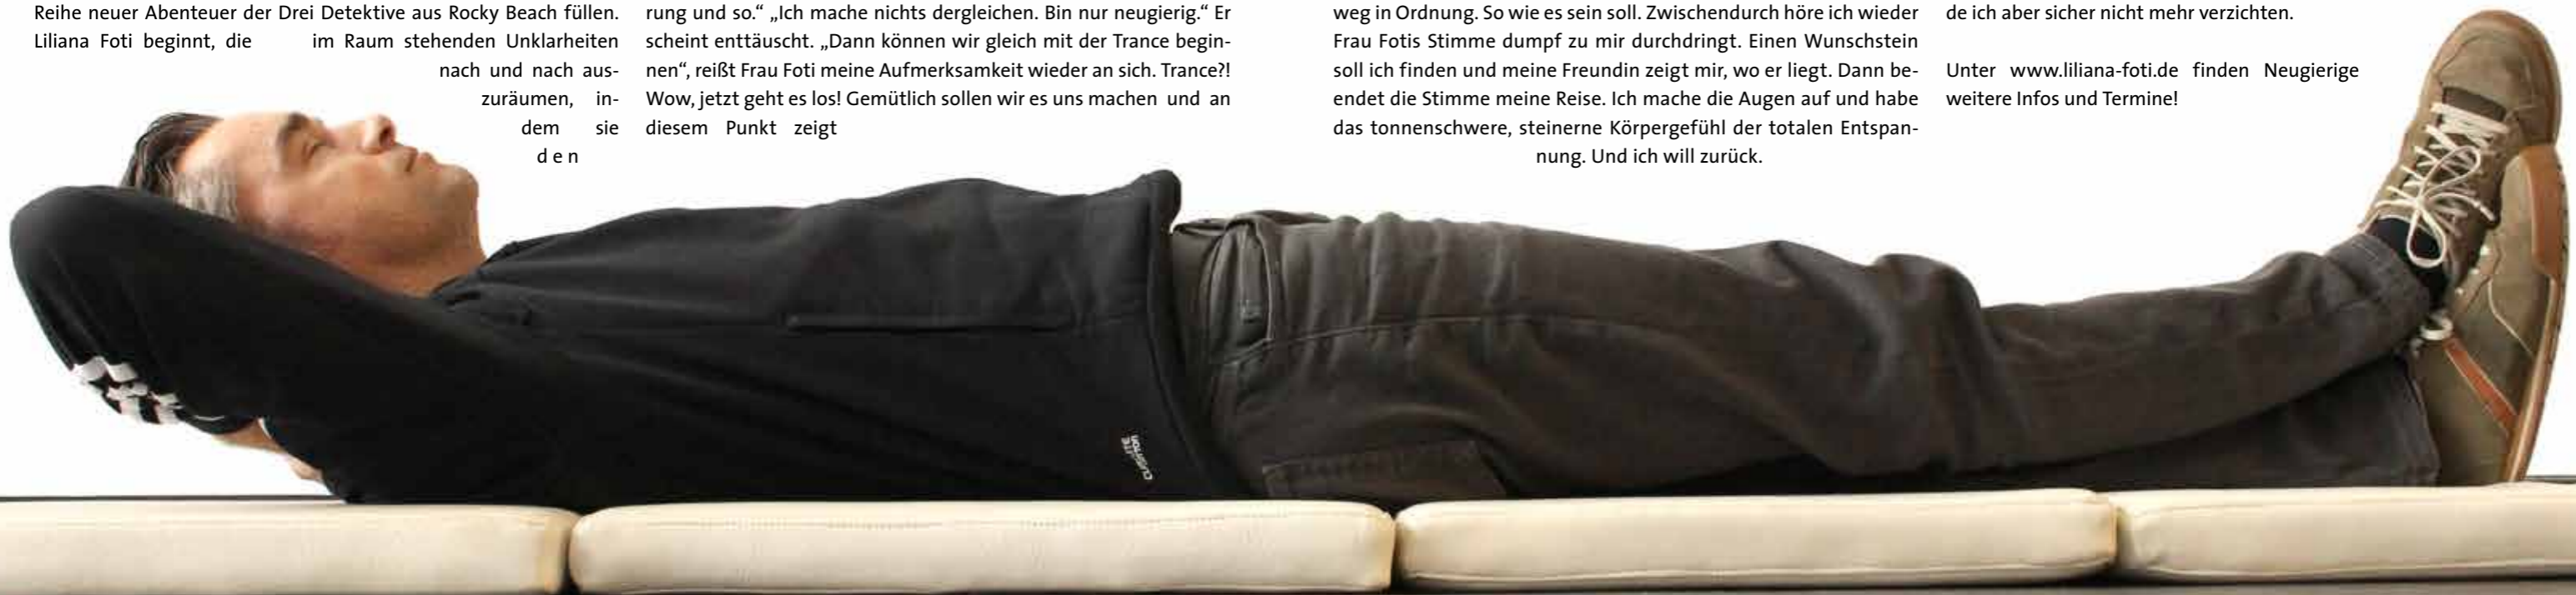 Reihe neuer Abenteuer der Drei Detektive aus Rocky Beach füllen.
Liliana Foti beginnt, die im Raum stehenden Unklarheiten
nach und nach aus-
zuräumen, in-
dem sie
den
rung und so.“ „Ich mache nichts dergleichen. Bin nur neugierig.“ Er
scheint enttäuscht. „Dann können wir gleich mit der Trance begin-
nen“, reißt Frau Foti meine Aufmerksamkeit wieder an sich. Trance?!
Wow, jetzt geht es los! Gemütlich sollen wir es uns machen und an
diesem Punkt zeigt
weg in Ordnung. So wie es sein soll. Zwischendurch höre ich wieder
Frau Fotis Stimme dumpf zu mir durchdringt. Einen Wunschstein
soll ich finden und meine Freundin zeigt mir, wo er liegt. Dann be-
endet die Stimme meine Reise. Ich mache die Augen auf und habe
das tonnenschwere, steinerne Körpergefühl der totalen Entspan-
nung. Und ich will zurück.
de ich aber sicher nicht mehr verzichten.
Unter www.liliana-foti.de finden Neugierige
weitere Infos und Termine!